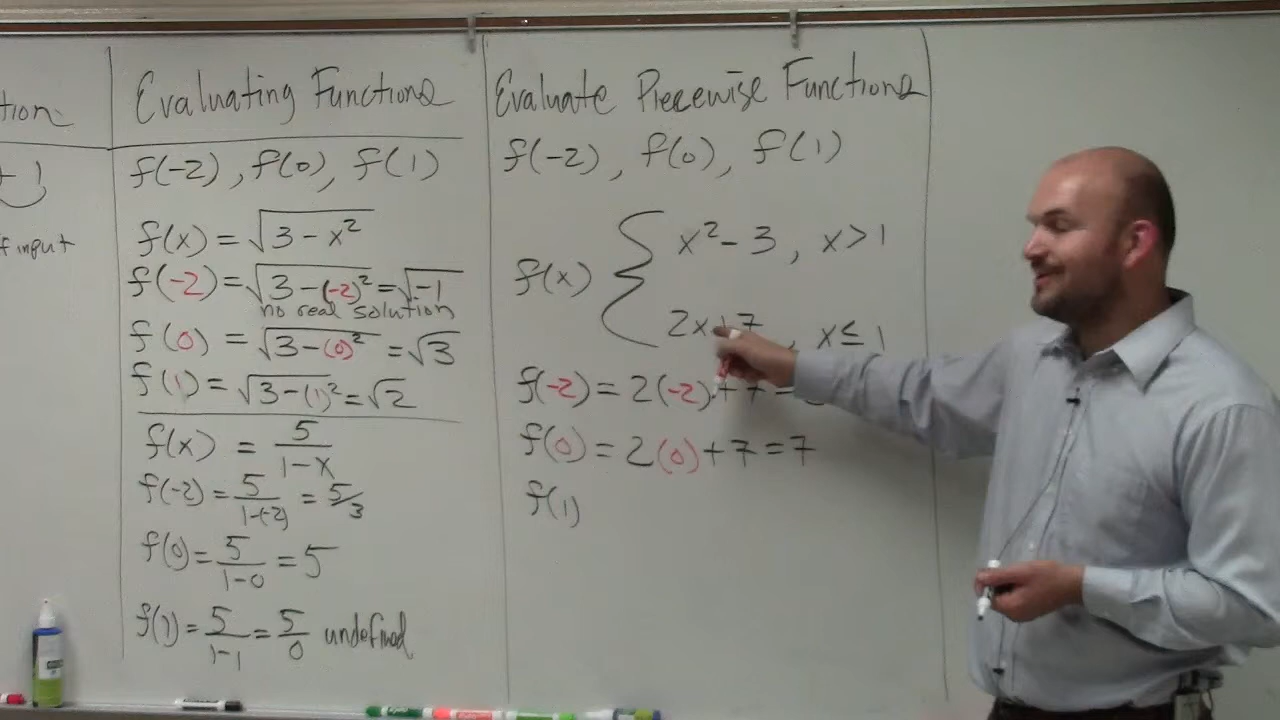 tion
+ 1
f input
Evaluating Functions
f(-2), f(0), f(1)
f(x) = √3 - x²
f(-2) = √3 - (-2)² = √-1
no real solution
f(0) = √3 - (0)² = √3
f(1) = √3 - (1)² = √2
f(x) = 5/1-x
f(-2) = 5/1-(-2) = 5/3
f(0) = 5/1-0 = 5
f(1) = 5/1-1 = 5/0 undefined
Evaluate Piecewise Functions
f(-2), f(0), f(1)
f(x) { x² - 3, x > 1
2x+7, x ≤ 1
f(-2) = 2(-2) + 7 =
f(0) = 2(0) + 7 = 7
f(1)